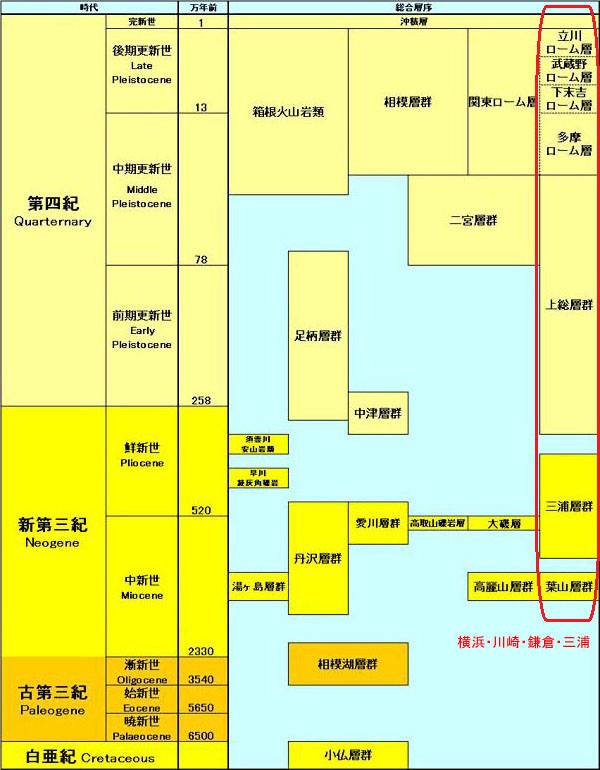 時代 万年前 総合層序
完新世 1 沖積層
後期更新世
Late
Pleistocene
13
箱根火山岩類
相模層群
関東ローム層
立川
ローム層
武蔵野
ローム層
下末吉
ローム層
多摩
ローム層
第四紀
Quarternary
中期更新世
Middle
Pleistocene
78
二宮層群
上総層群
前期更新世
Early
Pleistocene
258
足柄層群
中津層群
新第三紀
Neogene
鮮新世
Pliocene
520
須雲川
安山岩類
早川
凝灰角礫岩
三浦層群
中新世
Miocene
2330
丹沢層群
愛川層群
高取山礫岩層
大磯層
湯ヶ島層群
高麗山層群
葉山層群
横浜・川崎・鎌倉・三浦
古第三紀
Paleogene
漸新世
Oligocene
3540
相模湖層群
始新世
Eocene
5650
暁新世
Palaeocene
6500
白亜紀 Cretaceous
小仏層群